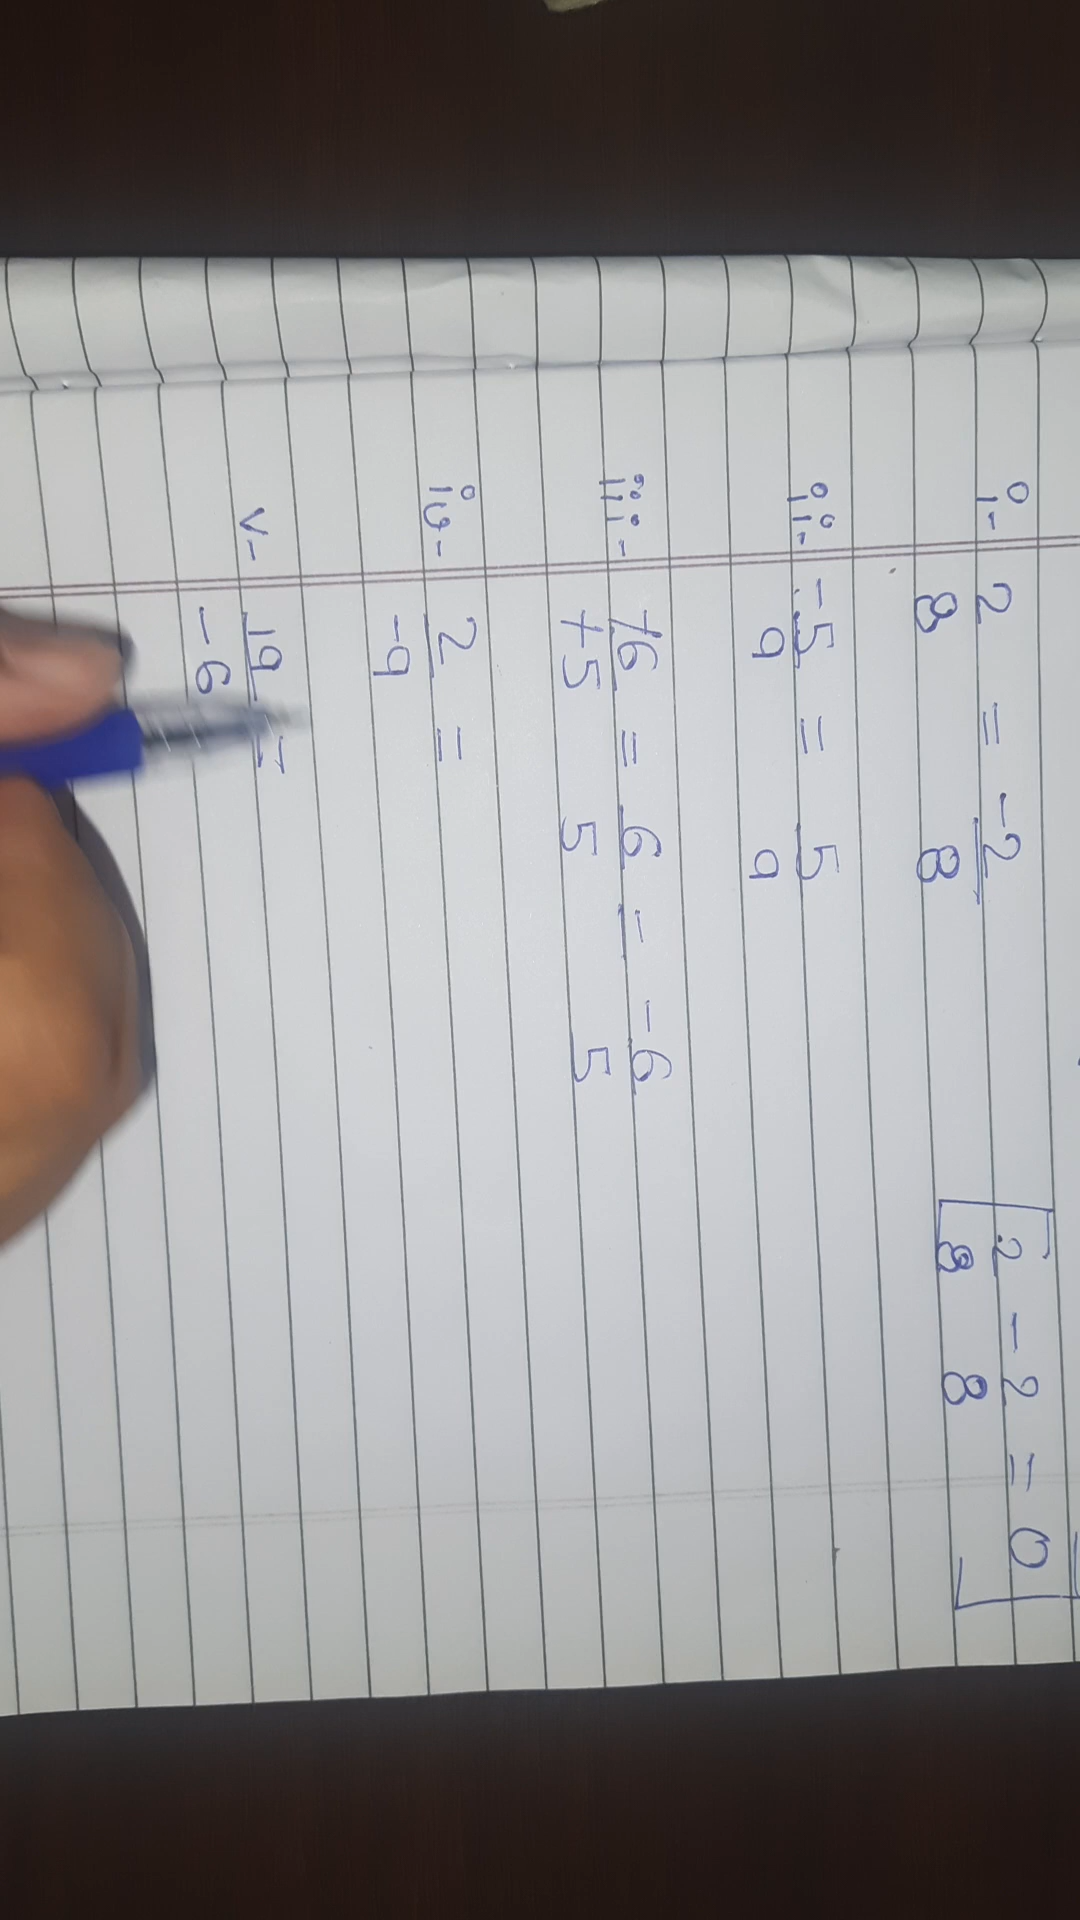 i- 2/8 = -2/8 [2/8 - 2/8 = 0]
ii- -5/9 = 5/9
iii- +6/+5 = 6/5 = -6/5
iv- 2/-9 =
v- 19/-6 =